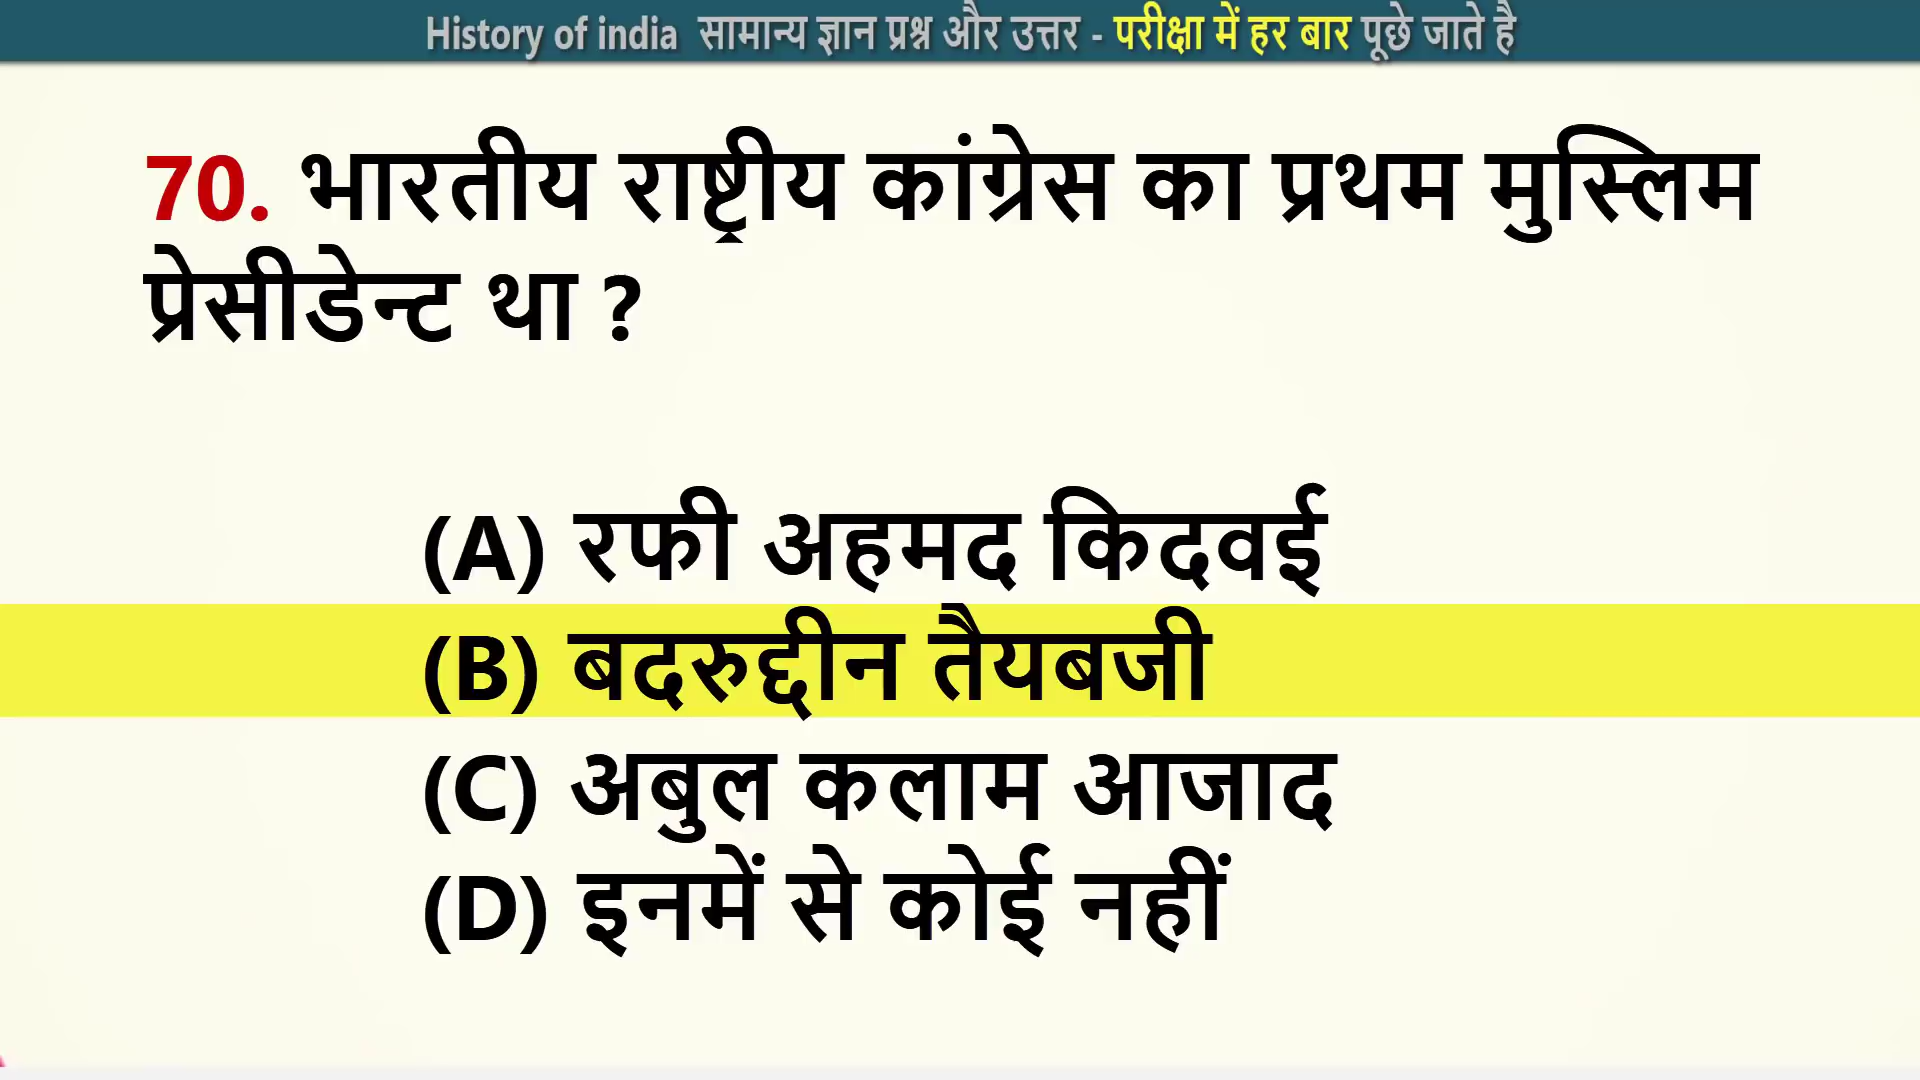 History of india सामान्य ज्ञान प्रश्न और उत्तर - परीक्षा में हर बार पूछे जाते है
70. भारतीय राष्ट्रीय कांग्रेस का प्रथम मुस्लिम
प्रेसीडेन्ट था ?
(A) रफी अहमद किदवई
(B) बदरुद्दीन तैयबजी
(C) अबुल कलाम आजाद
(D) इनमें से कोई नहीं